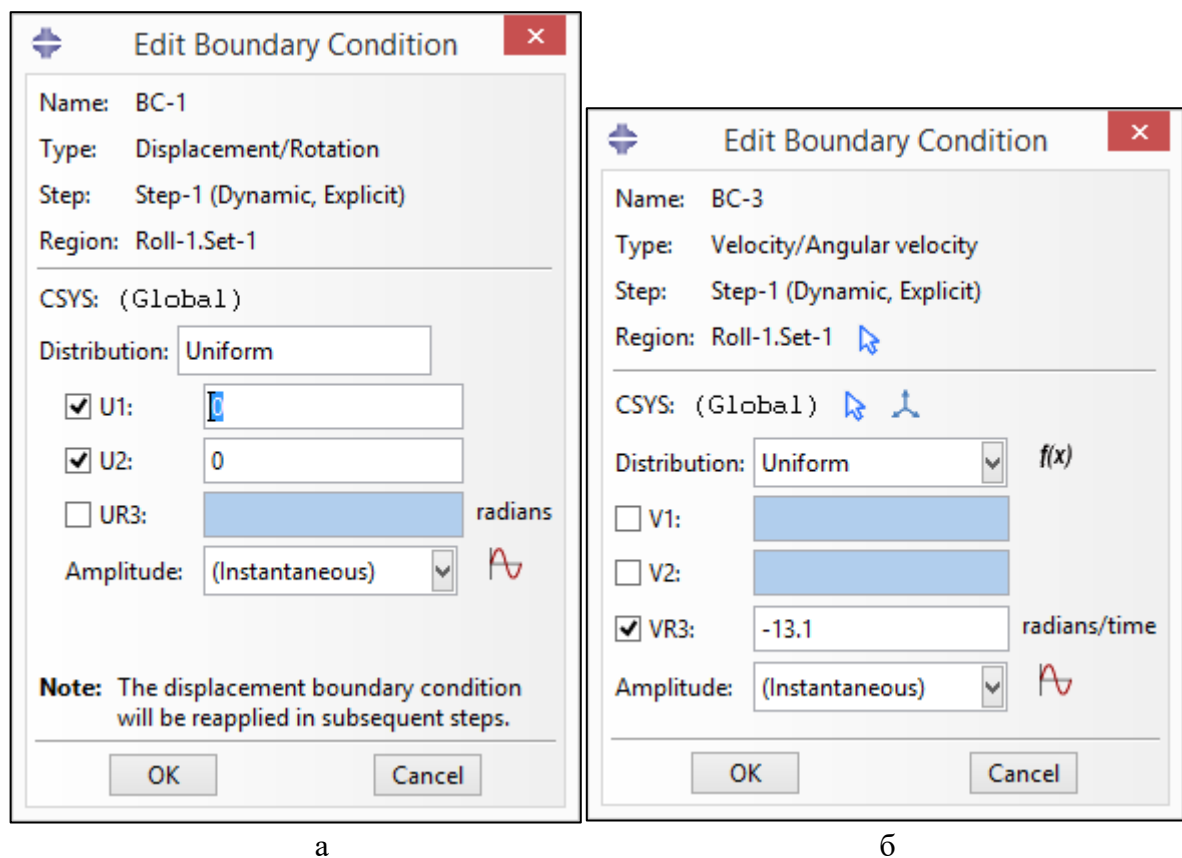 Edit Boundary Condition
Name: BC-1
Type: Displacement/Rotation
Step: Step-1 (Dynamic, Explicit)
Region: Roll-1.Set-1
CSYS: (Global)
Distribution: Uniform
U1: 0
U2: 0
UR3: radians
Amplitude: (Instantaneous)
Note: The displacement boundary condition
will be reapplied in subsequent steps.
OK Cancel
а
Edit Boundary Condition
Name: BC-3
Type: Velocity/Angular velocity
Step: Step-1 (Dynamic, Explicit)
Region: Roll-1.Set-1
CSYS: (Global)
Distribution: Uniform f(x)
V1:
V2:
VR3: -13.1 radians/time
Amplitude: (Instantaneous)
OK Cancel
б